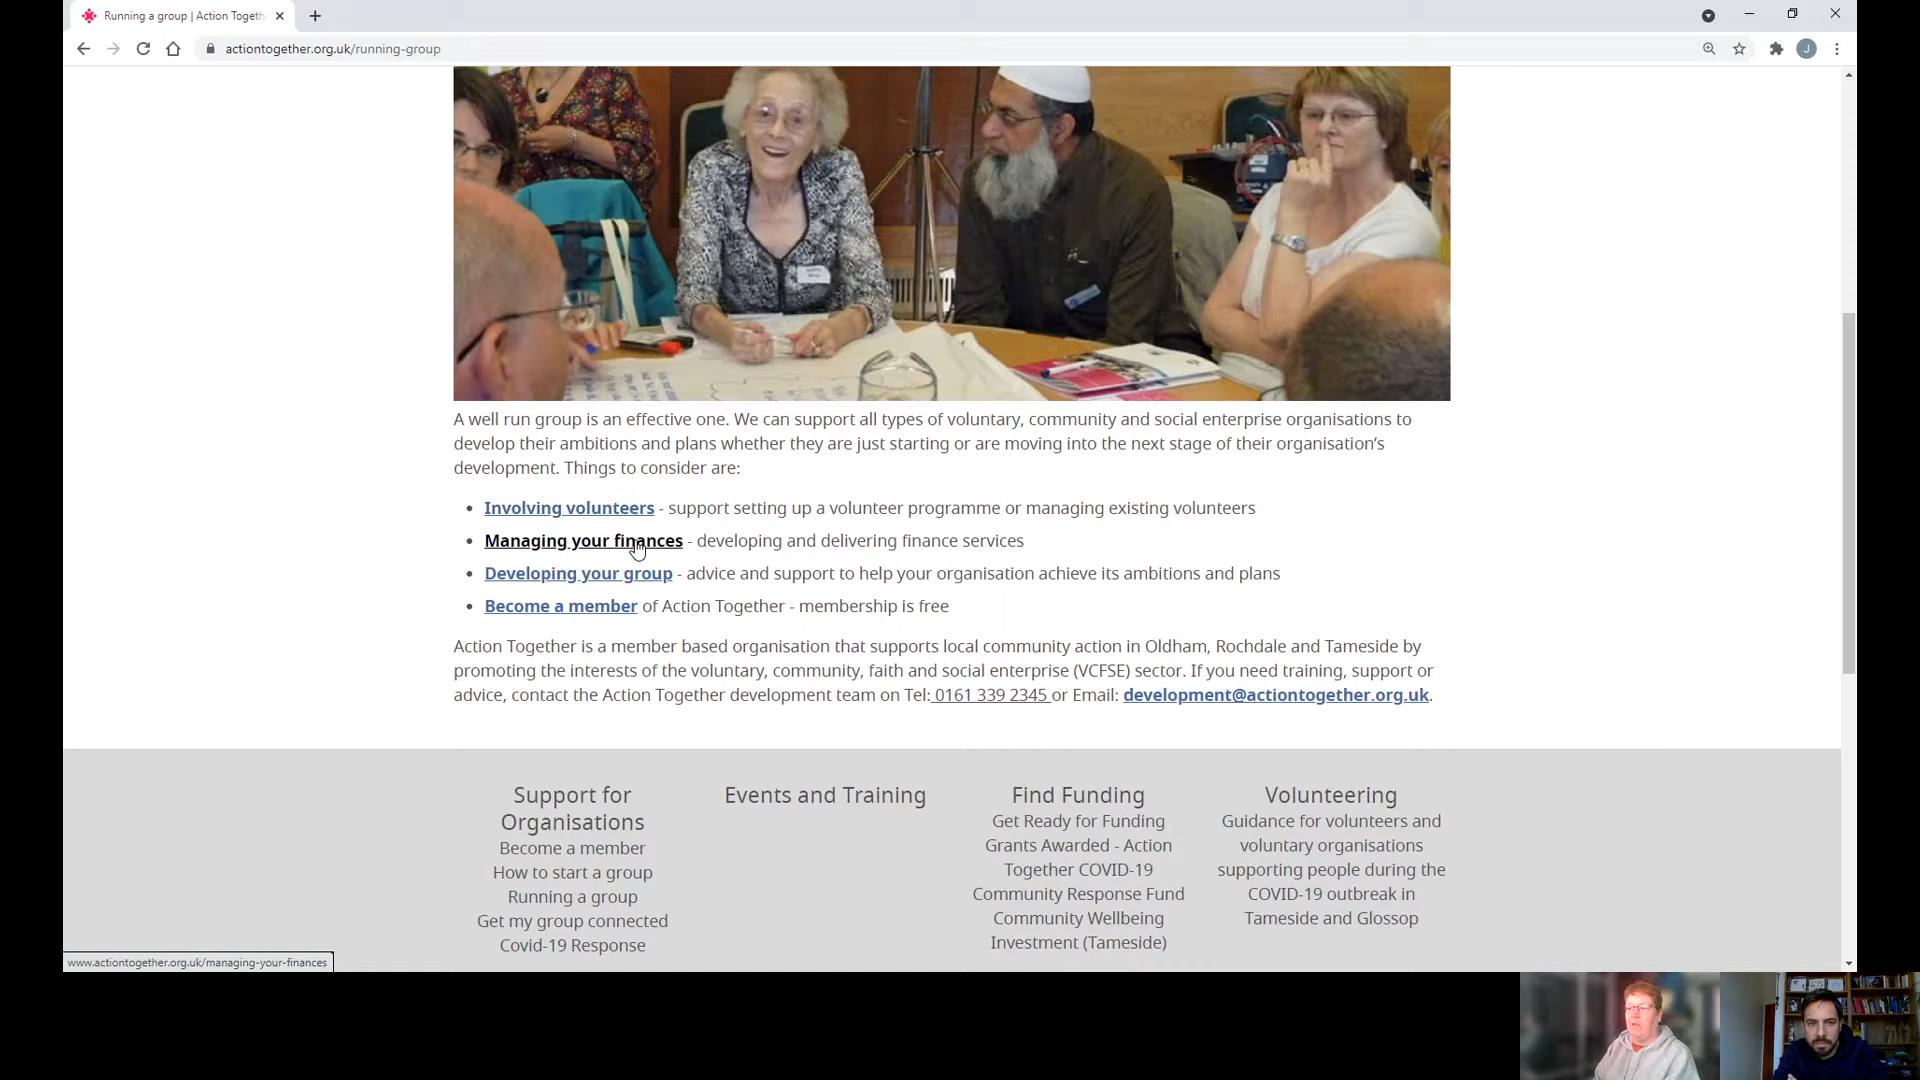 Running a group | Action Togeth
actiontogether.org.uk/running-group
J
A well run group is an effective one. We can support all types of voluntary, community and social enterprise organisations to
develop their ambitions and plans whether they are just starting or are moving into the next stage of their organisation's
development. Things to consider are:
Involving volunteers - support setting up a volunteer programme or managing existing volunteers
Managing your finances - developing and delivering finance services
Developing your group - advice and support to help your organisation achieve its ambitions and plans
Become a member of Action Together - membership is free
Action Together is a member based organisation that supports local community action in Oldham, Rochdale and Tameside by
promoting the interests of the voluntary, community, faith and social enterprise (VCFSE) sector. If you need training, support or
advice, contact the Action Together development team on Tel: 0161 339 2345 or Email: development@actiontogether.org.uk.
Support for
Organisations
Become a member
How to start a group
Running a group
Get my group connected
Covid-19 Response
Events and Training
Find Funding
Get Ready for Funding
Grants Awarded - Action
Together COVID-19
Community Response Fund
Community Wellbeing
Investment (Tameside)
Volunteering
Guidance for volunteers and
voluntary organisations
supporting people during the
COVID-19 outbreak in
Tameside and Glossop
www.actiontogether.org.uk/managing-your-finances